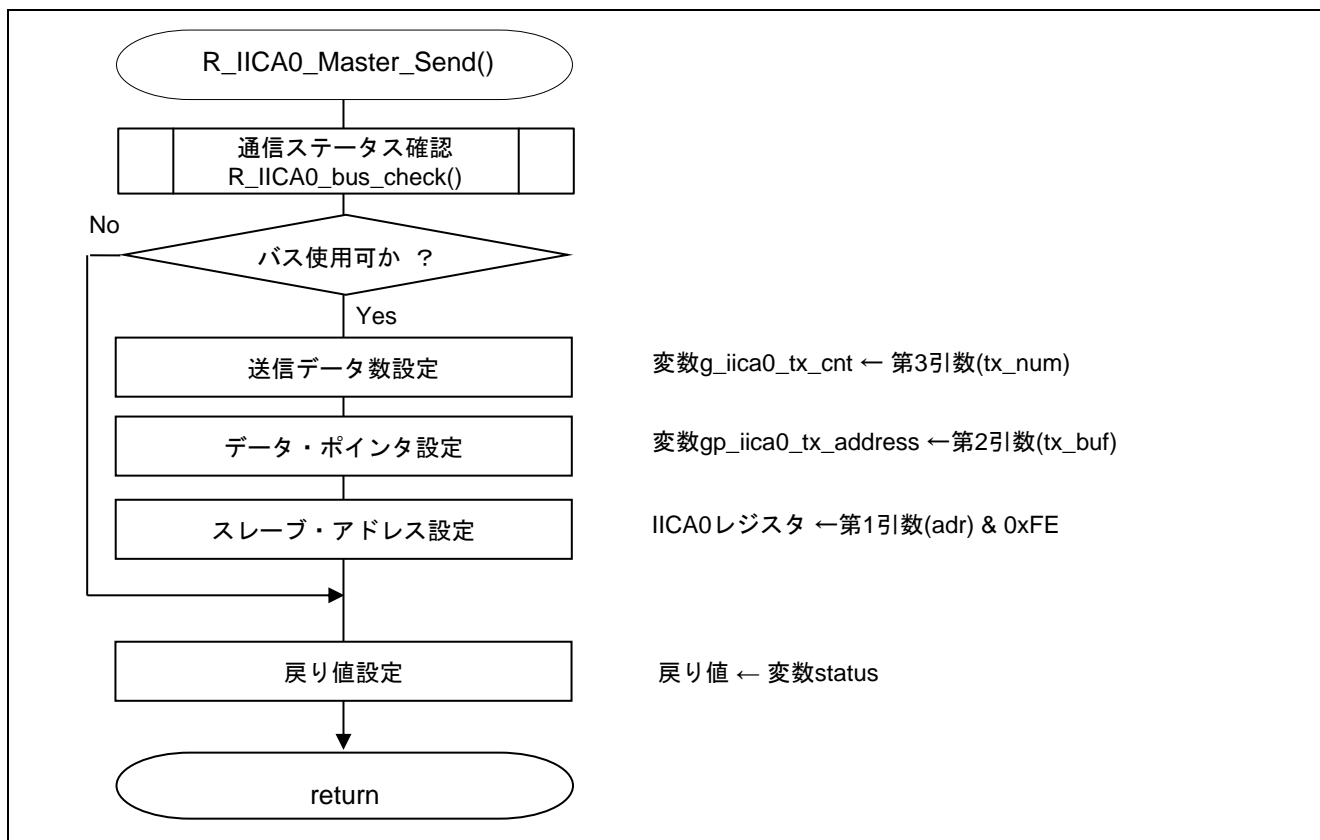 R_IICA0_Master_Send()
通信ステータス確認
R_IICA0_bus_check()
No
バス使用可か ？
Yes
送信データ数設定
変数g_iica0_tx_cnt ← 第3引数(tx_num)
データ・ポインタ設定
変数gp_iica0_tx_address ←第2引数(tx_buf)
スレーブ・アドレス設定
IICA0レジスタ ←第1引数(adr) & 0xFE
戻り値設定
戻り値 ← 変数status
return